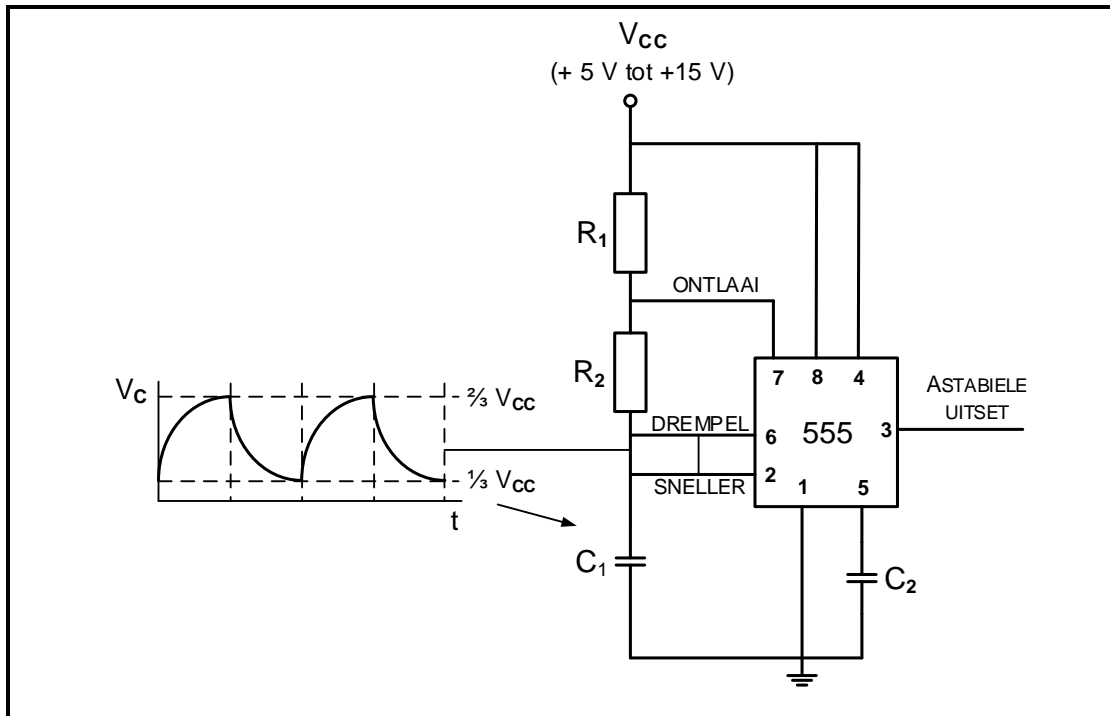 VCC
(+ 5 V tot +15 V)
R1
ONTLAAI
R2
7 8 4
VC
⅔ VCC
DREMPEL
6
555
3
ASTABIELE
UITSET
2
SNELLER
1 5
⅓ VCC
t
C1
C2